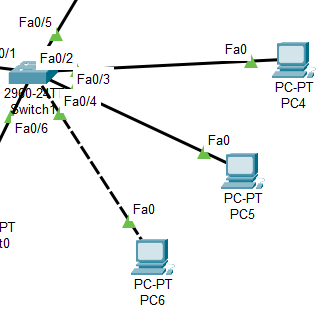 Fa0/5
0/1
Fa0/2
Fa0
Fa0/3
2960-24TT
Switch1
Fa0/4
PC-PT
PC4
Fa0/6
Fa0
PC-PT
PC5
Fa0
PT
t0
PC-PT
PC6